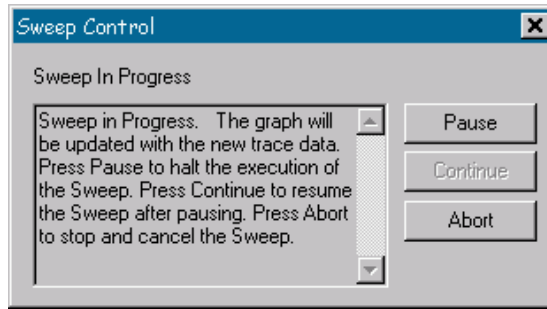 Sweep Control
Sweep In Progress
Sweep in Progress.   The graph will
be updated with the new trace data.
Press Pause to halt the execution of
the Sweep. Press Continue to resume
the Sweep after pausing. Press Abort
to stop and cancel the Sweep.
Pause
Continue
Abort